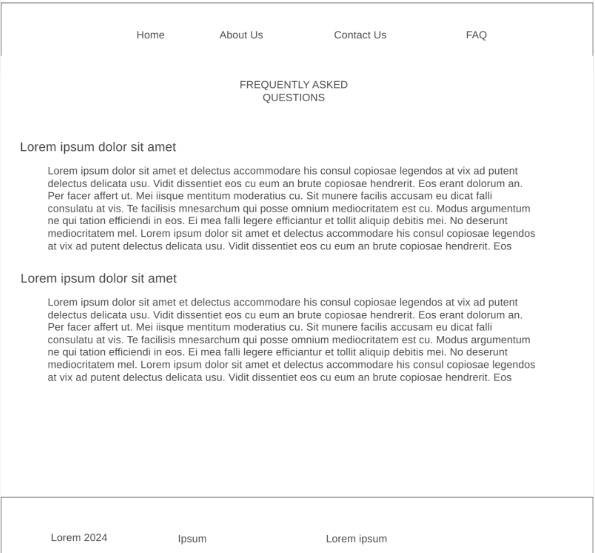 Home About Us Contact Us FAQ
FREQUENTLY ASKED
QUESTIONS
Lorem ipsum dolor sit amet
Lorem ipsum dolor sit amet et delectus accommodare his consul copiosae legendos at vix ad putent
delectus delicata usu. Vidit dissentiet eos cu eum an brute copiosae hendrerit. Eos erant dolorum an.
Per facer affert ut. Mei iisque mentitum moderatius cu. Sit munere facilis accusam eu dicat falli
consulatu at vis. Te facilisis mnesarchum qui posse omnium mediocritatem est cu. Modus argumentum
ne qui tation efficiendi in eos. Ei mea falli legere efficiantur et tollit aliquip debitis mei. No deserunt
mediocritatem mel. Lorem ipsum dolor sit amet et delectus accommodare his consul copiosae legendos
at vix ad putent delectus delicata usu. Vidit dissentiet eos cu eum an brute copiosae hendrerit. Eos
Lorem ipsum dolor sit amet
Lorem ipsum dolor sit amet et delectus accommodare his consul copiosae legendos at vix ad putent
delectus delicata usu. Vidit dissentiet eos cu eum an brute copiosae hendrerit. Eos erant dolorum an.
Per facer affert ut. Mei iisque mentitum moderatius cu. Sit munere facilis accusam eu dicat falli
consulatu at vis. Te facilisis mnesarchum qui posse omnium mediocritatem est cu. Modus argumentum
ne qui tation efficiendi in eos. Ei mea falli legere efficiantur et tollit aliquip debitis mei. No deserunt
mediocritatem mel. Lorem ipsum dolor sit amet et delectus accommodare his consul copiosae legendos
at vix ad putent delectus delicata usu. Vidit dissentiet eos cu eum an brute copiosae hendrerit. Eos
Lorem 2024 Ipsum Lorem ipsum